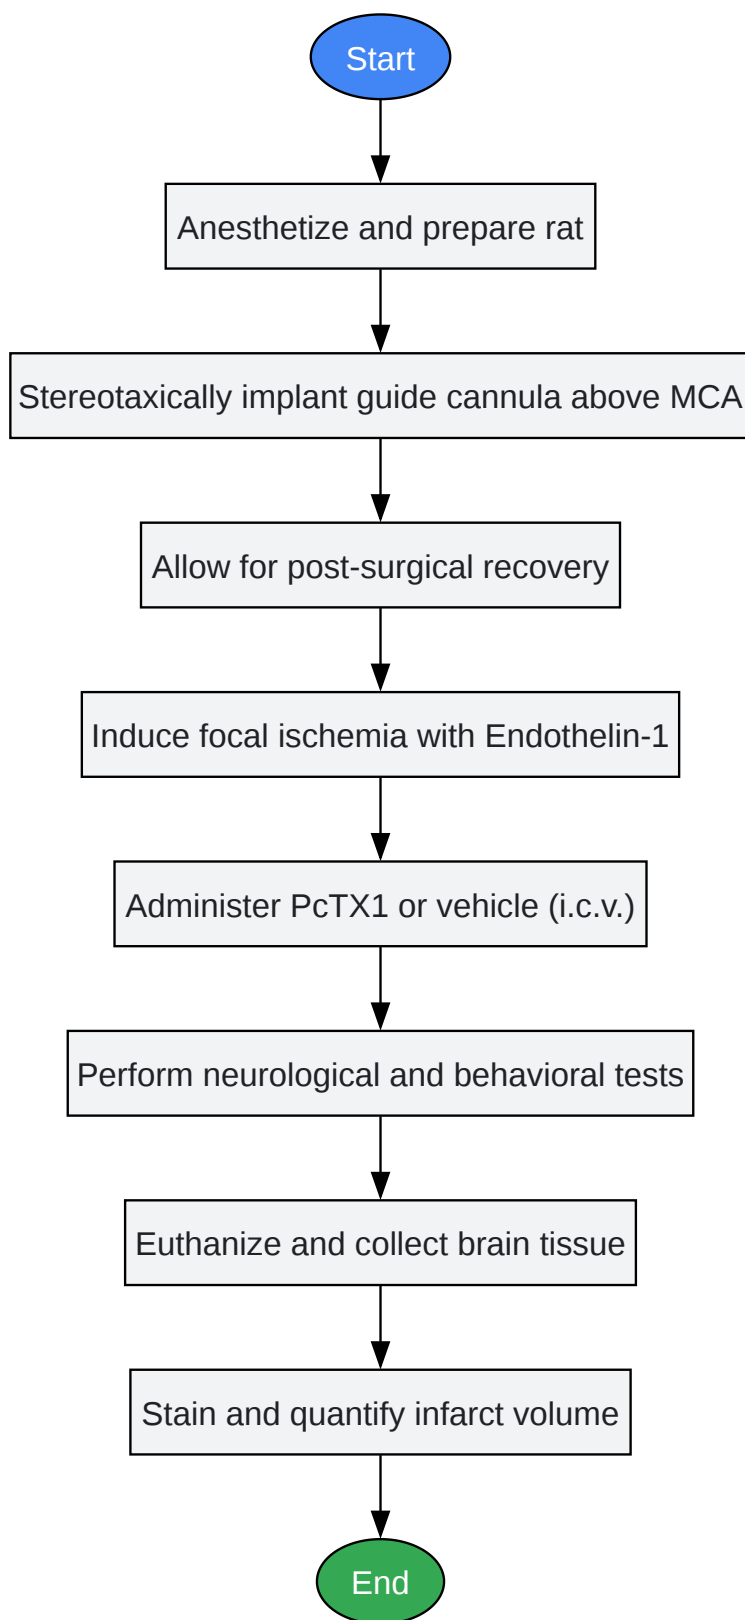 Start
Anesthetize and prepare rat
Stereotaxically implant guide cannula above MCA
Allow for post-surgical recovery
Induce focal ischemia with Endothelin-1
Administer PcTX1 or vehicle (i.c.v.)
Perform neurological and behavioral tests
Euthanize and collect brain tissue
Stain and quantify infarct volume
End